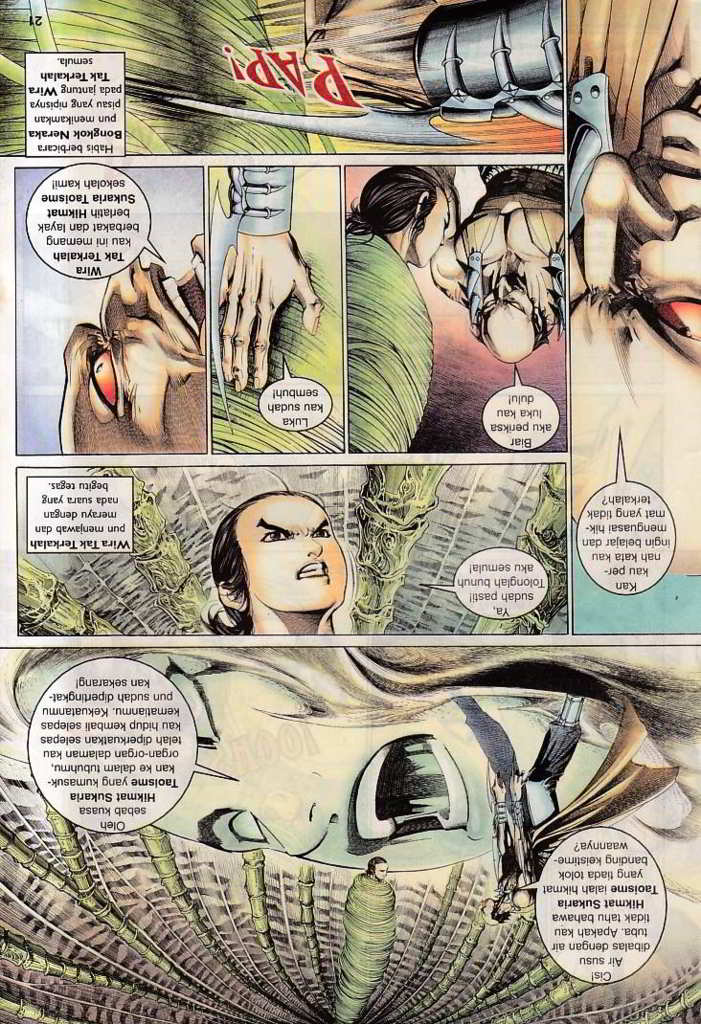 Cis!
Air susu
dibalas dengan air
tuba. Apakah kau
tidak tahu bahawa
Hikmat Sukaria
Taoisme ialah hikmat
yang tiada tolok
banding keistime-
wannya?
Oleh
sebab kuasa
Hikmat Sukaria
Taoisme yang kumasuk-
kan ke dalam tubuhmu,
organ-organ dalaman kau
telah diperkuatkan selepas
kau hidup kembali selepas
kematianmu. Kekuatanmu
pun sudah dipertingkat-
kan sekarang!
Kan
kau per-
nah kata kau
ingin belajar dan
menguasai hik-
mat yang tidak
terkalah?
Ya,
sudah pasti!
Tolonglah bunuh
aku semula!
Wira Tak Terkalah
pun menjawab dan
merayu dengan
nada suara yang
begitu tegas.
Biar
aku periksa
luka kau
dulu!
Luka
kau sudah
sembuh!
Wira
Tak Terkalah
kau ini memang
berbakat dan layak
berlatih Hikmat
Sukaria Taoisme
sekolah kami!
Habis berbicara
Bongkok Neraka
pun menikamkan
pisau yang nipisnya
pada jantung Wira
Tak Terkalah
semula.
PAP!
21